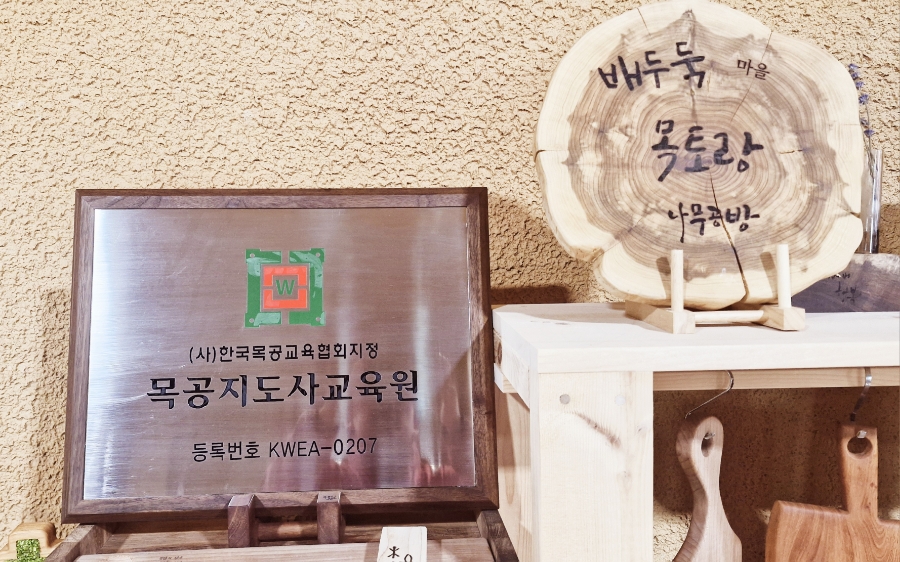 W
(사)한국목공교육협회지정
목공지도사교육원
등록번호 KWEA-0207
배두둑 마을
목토랑
나무공방